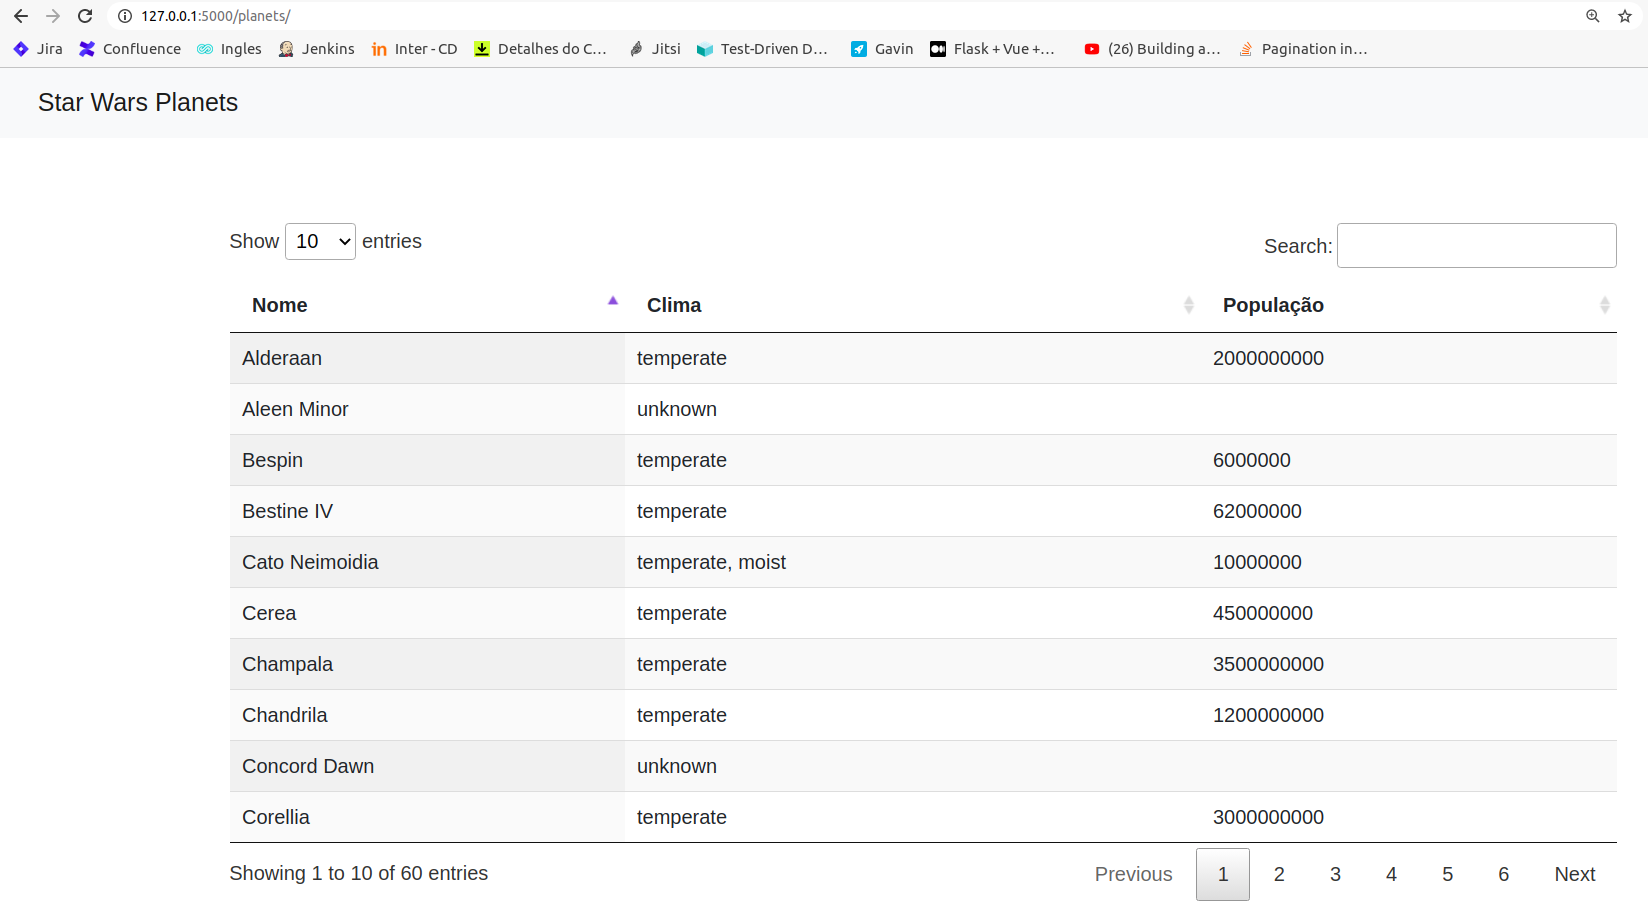 127.0.0.1:5000/planets/
Jira Confluence Ingles Jenkins Inter - CD Detalhes do C... Jitsi Test-Driven D... Gavin Flask + Vue +... (26) Building a... Pagination in...
Star Wars Planets
Show 10 entries Search:
Nome Clima População
Alderaan temperate 2000000000
Aleen Minor unknown
Bespin temperate 6000000
Bestine IV temperate 62000000
Cato Neimoidia temperate, moist 10000000
Cerea temperate 450000000
Champala temperate 3500000000
Chandrila temperate 1200000000
Concord Dawn unknown
Corellia temperate 3000000000
Showing 1 to 10 of 60 entries Previous 1 2 3 4 5 6 Next